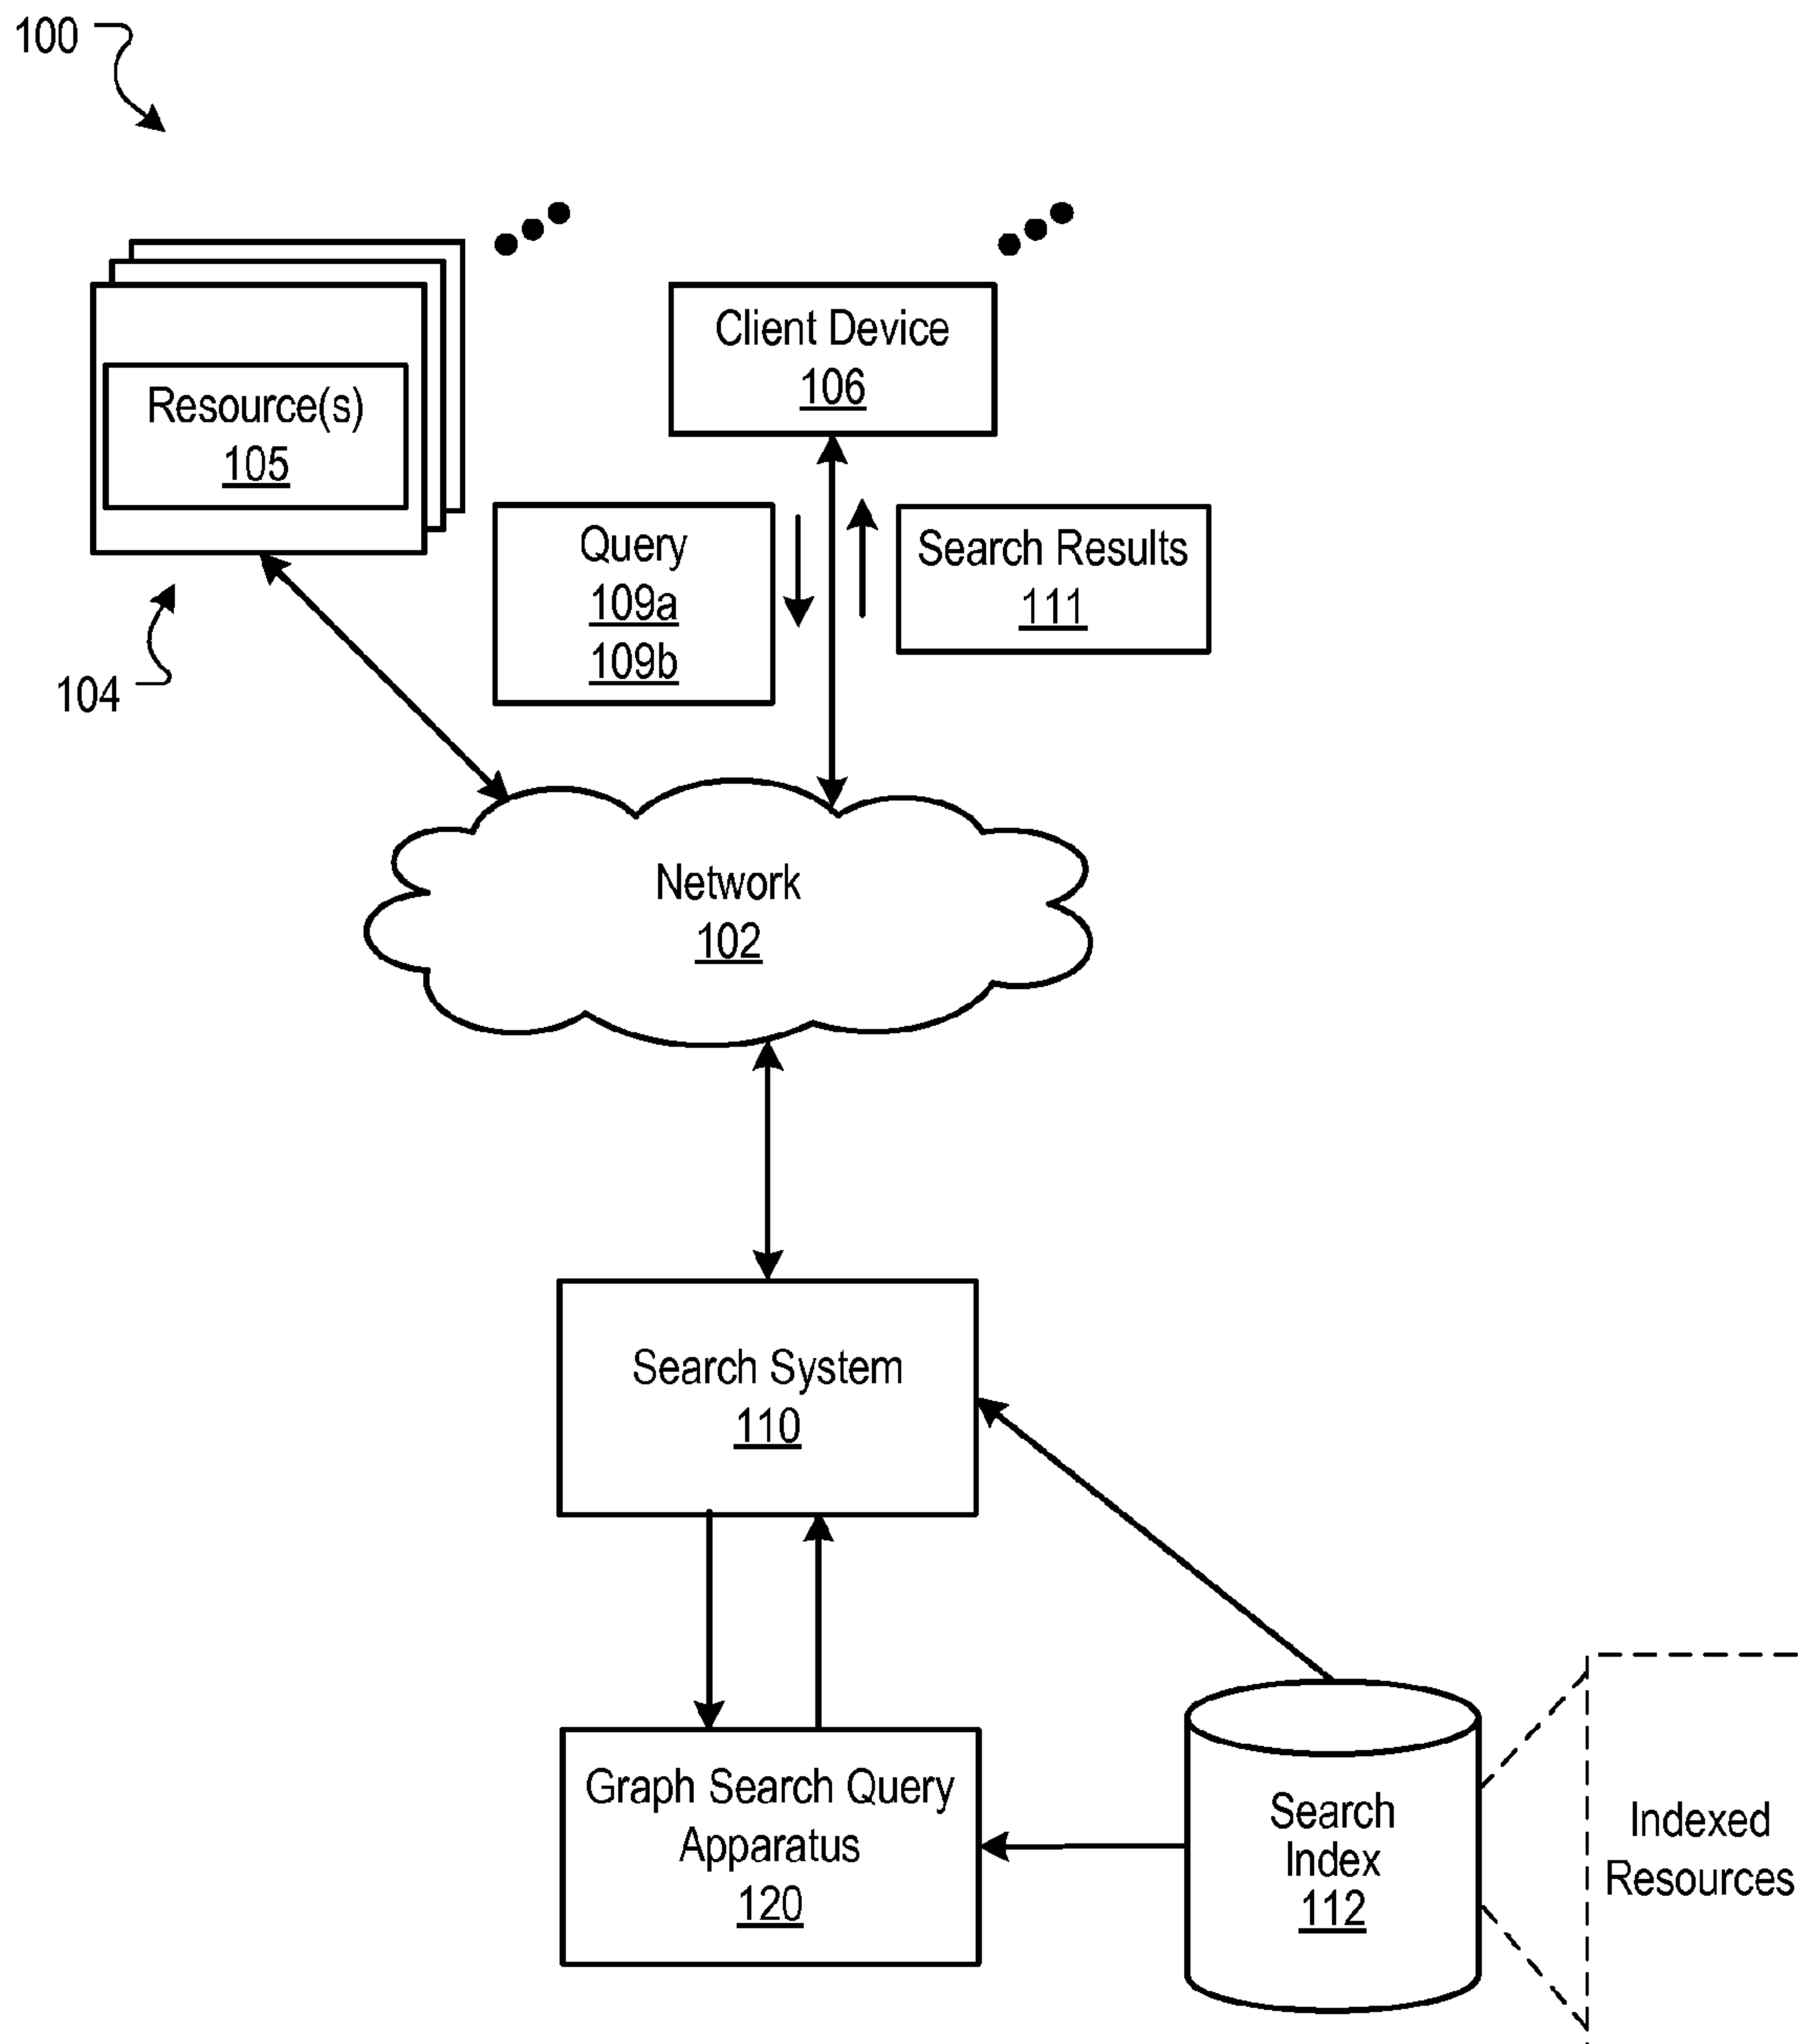 100
Client Device
106
Resource(s)
105
Query
109a
109b
Search Results
111
104
Network
102
Search System
110
Graph Search Query
Apparatus
120
Search
Index
112
Indexed
Resources